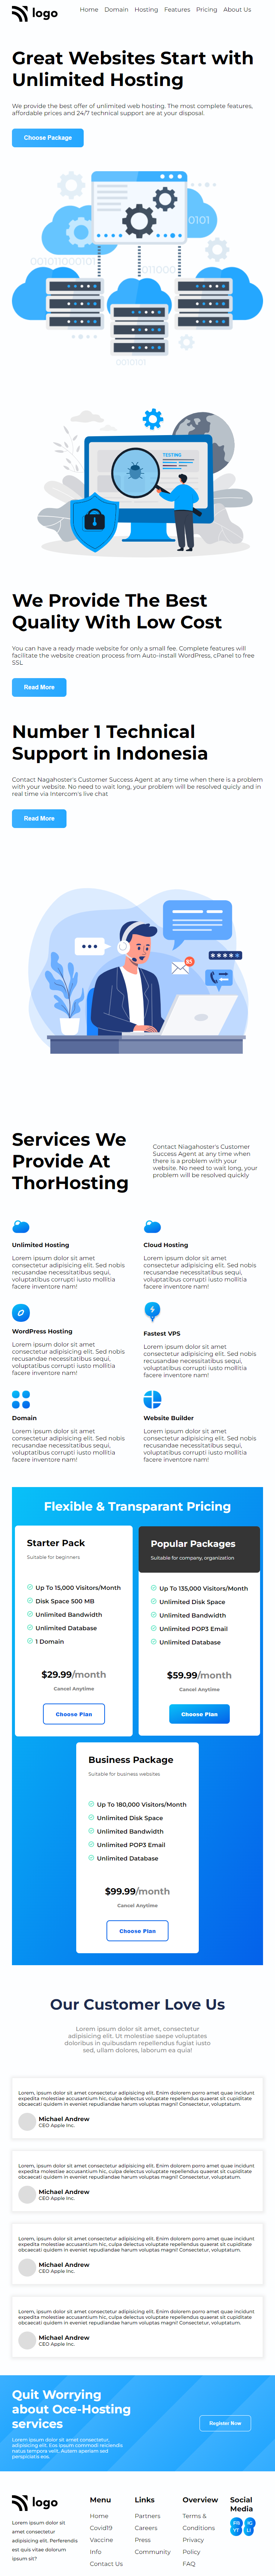 logo
Home Domain Hosting Features Pricing About Us
Great Websites Start with
Unlimited Hosting
We provide the best offer of unlimited web hosting. The most complete features,
affordable prices and 24/7 technical support are at your disposal.
Choose Package
0101
001011000101
011000
0010101
TESTING
We Provide The Best
Quality With Low Cost
You can have a ready made website for only a small fee. Complete features will
facilitate the website creation process from Auto-Install WordPress, cPanel to free
SSL
Read More
Number 1 Technical
Support in Indonesia
Contact Nagahoster's Customer Success Agent at any time when there is a problem
with your website. No need to wait long, your problem will be resolved quicly and in
real time via Intercom's live chat
Read More
85
Services We
Provide At
ThorHosting
Contact Niagahoster's Customer
Success Agent at any time when
there is a problem with your
website. No need to wait long, your
problem will be resolved quickly
Unlimited Hosting
Lorem ipsum dolor sit amet
consectetur adipisicing elit. Sed nobis
recusandae necessitatibus sequi,
voluptatibus corrupti iusto mollitia
facere inventore nam!
Cloud Hosting
Lorem ipsum dolor sit amet
consectetur adipisicing elit. Sed nobis
recusandae necessitatibus sequi,
voluptatibus corrupti iusto mollitia
facere inventore nam!
WordPress Hosting
Lorem ipsum dolor sit amet
consectetur adipisicing elit. Sed nobis
recusandae necessitatibus sequi,
voluptatibus corrupti iusto mollitia
facere inventore nam!
Fastest VPS
Lorem ipsum dolor sit amet
consectetur adipisicing elit. Sed nobis
recusandae necessitatibus sequi,
voluptatibus corrupti iusto mollitia
facere inventore nam!
Domain
Lorem ipsum dolor sit amet
consectetur adipisicing elit. Sed nobis
recusandae necessitatibus sequi,
voluptatibus corrupti iusto mollitia
facere inventore nam!
Website Builder
Lorem ipsum dolor sit amet
consectetur adipisicing elit. Sed nobis
recusandae necessitatibus sequi,
voluptatibus corrupti iusto mollitia
facere inventore nam!
Flexible & Transparant Pricing
Starter Pack
Suitable for beginners
Up To 15,000 Visitors/Month
Disk Space 500 MB
Unlimited Bandwidth
Unlimited Database
1 Domain
$29.99/month
Cancel Anytime
Choose Plan
Popular Packages
Suitable for company, organization
Up To 135,000 Visitors/Month
Unlimited Disk Space
Unlimited Bandwidth
Unlimited POP3 Email
Unlimited Database
$59.99/month
Cancel Anytime
Choose Plan
Business Package
Suitable for business websites
Up To 180,000 Visitors/Month
Unlimited Disk Space
Unlimited Bandwidth
Unlimited POP3 Email
Unlimited Database
$99.99/month
Cancel Anytime
Choose Plan
Our Customer Love Us
Lorem ipsum dolor sit amet, consectetur
adipisicing elit. Ut molestiae saepe voluptates
doloribus in quibusdam repellendus fugiat iusto
sed, ullam dolores, laborum ea quia!
Lorem, ipsum dolor sit amet consectetur adipisicing elit. Enim dolorem porro amet quae incidunt
expedita molestiae accusantium hic, culpa delectus voluptate repellendus quaerat sit cupiditate
obcaecati quidem in eveniet repudiandae harum voluptas magni! Consectetur, voluptatum.
Michael Andrew
CEO Apple Inc.
Lorem, ipsum dolor sit amet consectetur adipisicing elit. Enim dolorem porro amet quae incidunt
expedita molestiae accusantium hic, culpa delectus voluptate repellendus quaerat sit cupiditate
obcaecati quidem in eveniet repudiandae harum voluptas magni! Consectetur, voluptatum.
Michael Andrew
CEO Apple Inc.
Lorem, ipsum dolor sit amet consectetur adipisicing elit. Enim dolorem porro amet quae incidunt
expedita molestiae accusantium hic, culpa delectus voluptate repellendus quaerat sit cupiditate
obcaecati quidem in eveniet repudiandae harum voluptas magni! Consectetur, voluptatum.
Michael Andrew
CEO Apple Inc.
Lorem, ipsum dolor sit amet consectetur adipisicing elit. Enim dolorem porro amet quae incidunt
expedita molestiae accusantium hic, culpa delectus voluptate repellendus quaerat sit cupiditate
obcaecati quidem in eveniet repudiandae harum voluptas magni! Consectetur, voluptatum.
Michael Andrew
CEO Apple Inc.
Quit Worrying
about Oce-Hosting
services
Lorem ipsum dolor sit amet consectetur,
adipisicing elit. Eos ipsum commodi reiciendis
natus tempora velit. Autem aperiam sed
perspiciatis eos.
Register Now
logo
Lorem ipsum dolor sit
amet consectetur
adipisicing elit. Perferendis
est quis vitae dolorum
ipsum sit?
Menu
Home
Covid19
Vaccine
Info
Contact Us
Links
Partners
Careers
Press
Community
Overview
Terms &
Conditions
Privacy
Policy
FAQ
Social
Media
IG
YT
LI